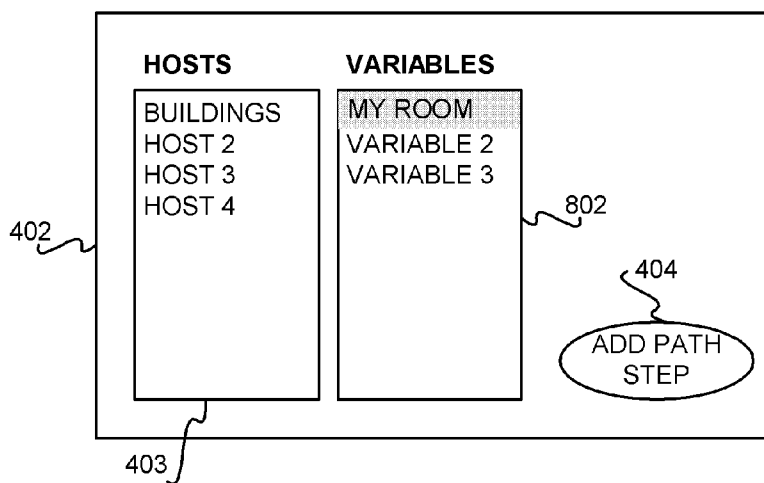 HOSTS
VARIABLES
BUILDINGS
HOST 2
HOST 3
HOST 4
MY ROOM
VARIABLE 2
VARIABLE 3
402
802
404
ADD PATH
STEP
403